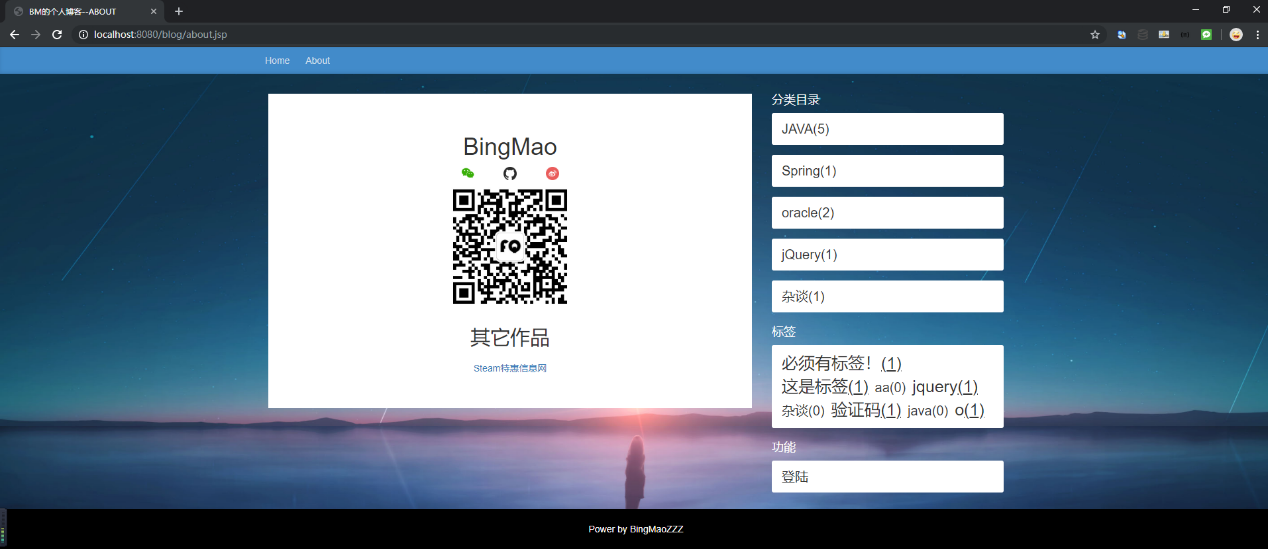 BM的个人博客--ABOUT
localhost:8080/blog/about.jsp
Home About
BingMao
其它作品
Steam特惠信息网
分类目录
JAVA(5)
Spring(1)
oracle(2)
jQuery(1)
杂谈(1)
标签
必须有标签！(1)
这是标签(1) aa(0) jquery(1)
杂谈(0) 验证码(1) java(0) o(1)
功能
登陆
Power by BingMaoZZZ